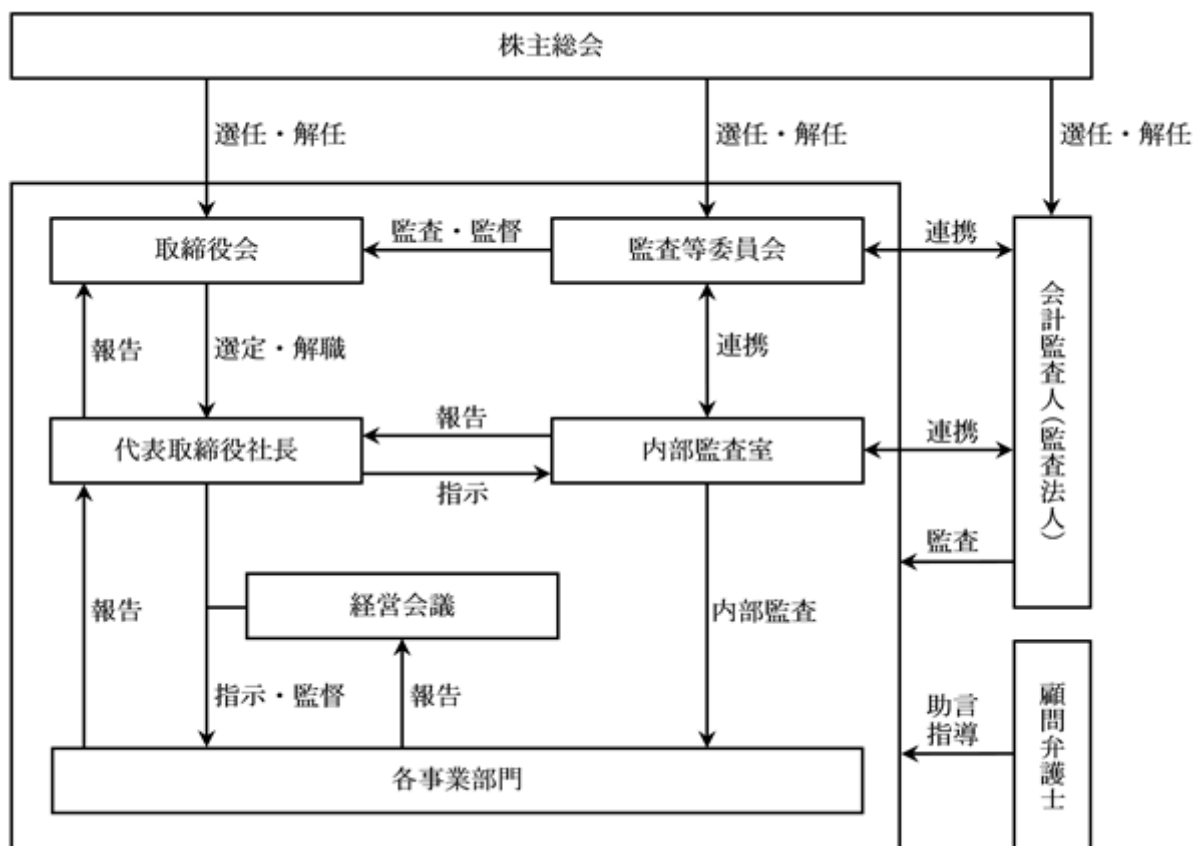 株主総会
選任・解任
選任・解任
選任・解任
取締役会
監査・監督
監査等委員会
連携
報告
選定・解職
連携
会計監査人（監査法人）
代表取締役社長
報告
指示
内部監査室
連携
監査
報告
経営会議
内部監査
指示・監督
報告
助言
指導
顧問弁護士
各事業部門